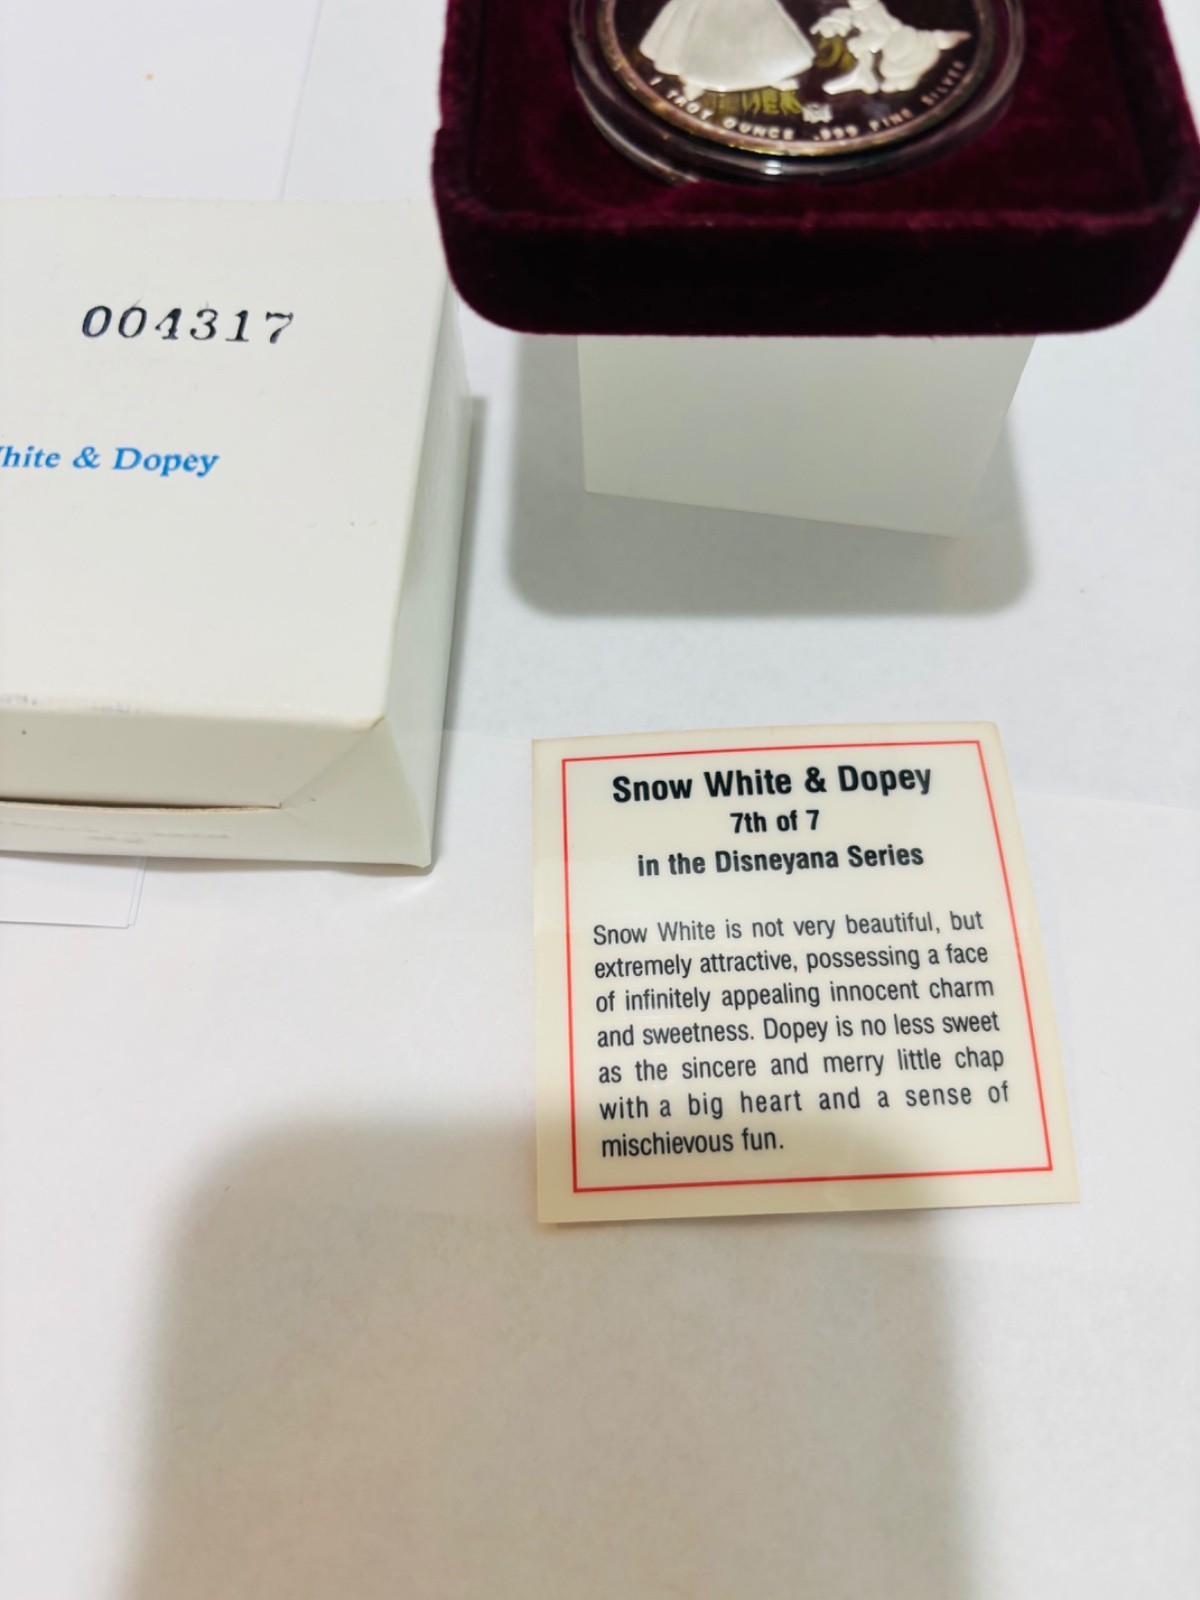 1 TROY OUNCE .999 FINE SILVER
004317
White & Dopey
Snow White & Dopey
7th of 7
in the Disneyana Series
Snow White is not very beautiful, but
extremely attractive, possessing a face
of infinitely appealing innocent charm
and sweetness. Dopey is no less sweet
as the sincere and merry little chap
with a big heart and a sense of
mischievous fun.